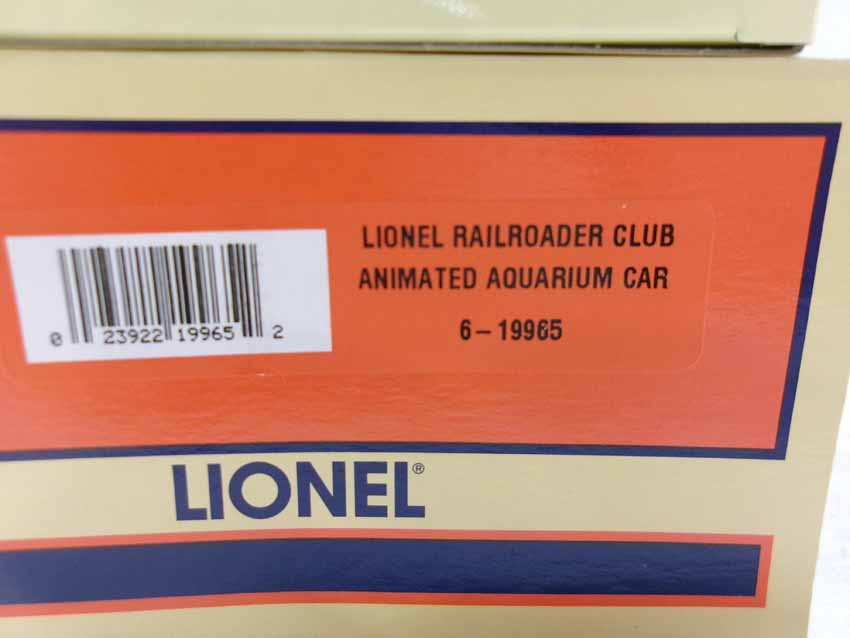 LIONEL RAILROADER CLUB
ANIMATED AQUARIUM CAR
6-19965
0 23922 19965 2
LIONEL®